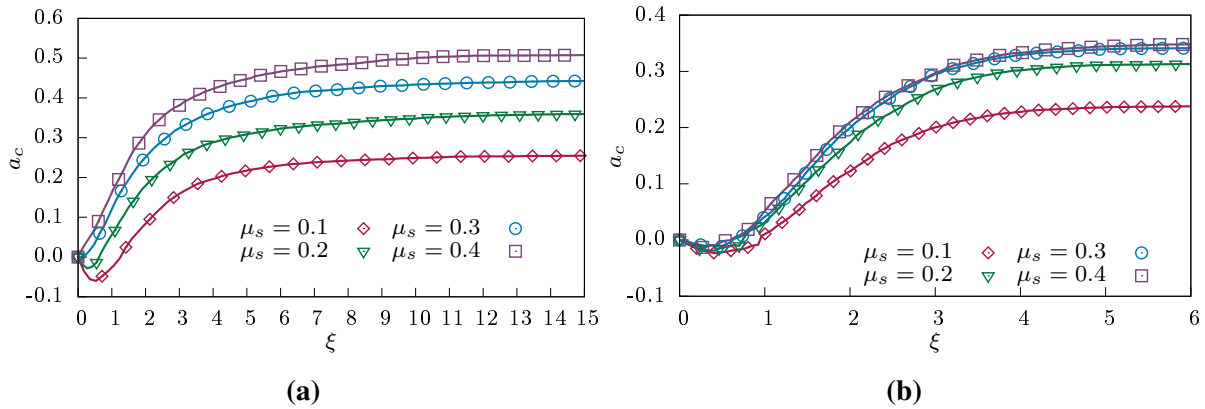 0.6
0.5
0.4
0.3
0.2
0.1
0.0
-0.1
a_c
μ_s = 0.1
μ_s = 0.3
μ_s = 0.2
μ_s = 0.4
0 1 2 3 4 5 6 7 8 9 10 11 12 13 14 15
ξ
(a)
0.4
0.3
0.2
0.1
0.0
-0.1
a_c
μ_s = 0.1
μ_s = 0.3
μ_s = 0.2
μ_s = 0.4
0 1 2 3 4 5 6
ξ
(b)